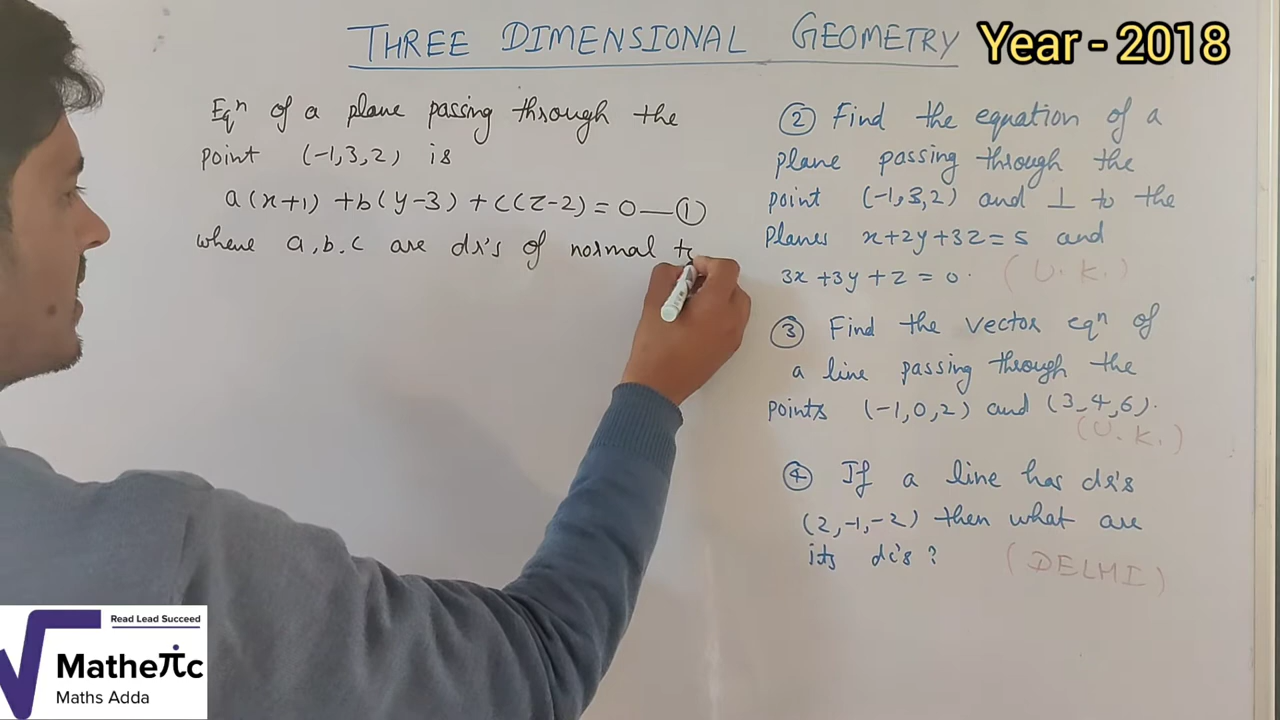 THREE DIMENSIONAL GEOMETRY Year - 2018
Eqⁿ of a plane passing through the
point (-1,3,2) is
a(x+1) +b(y-3) +c(z-2) = 0 — ①
where a,b,c are dr's of normal to
② Find the equation of a
plane passing through the
point (-1,3,2) and ⊥ to the
planes x+2y+3z=5 and
3x+3y+z=0. (U.K.)
③ Find the vector eqⁿ of
a line passing through the
points (-1,0,2) and (3,4,6).
(U.K.)
④ If a line has dr's
(2,-1,-2) then what are
its dc's? (DELHI)
Read Lead Succeed
Matheπc
Maths Adda